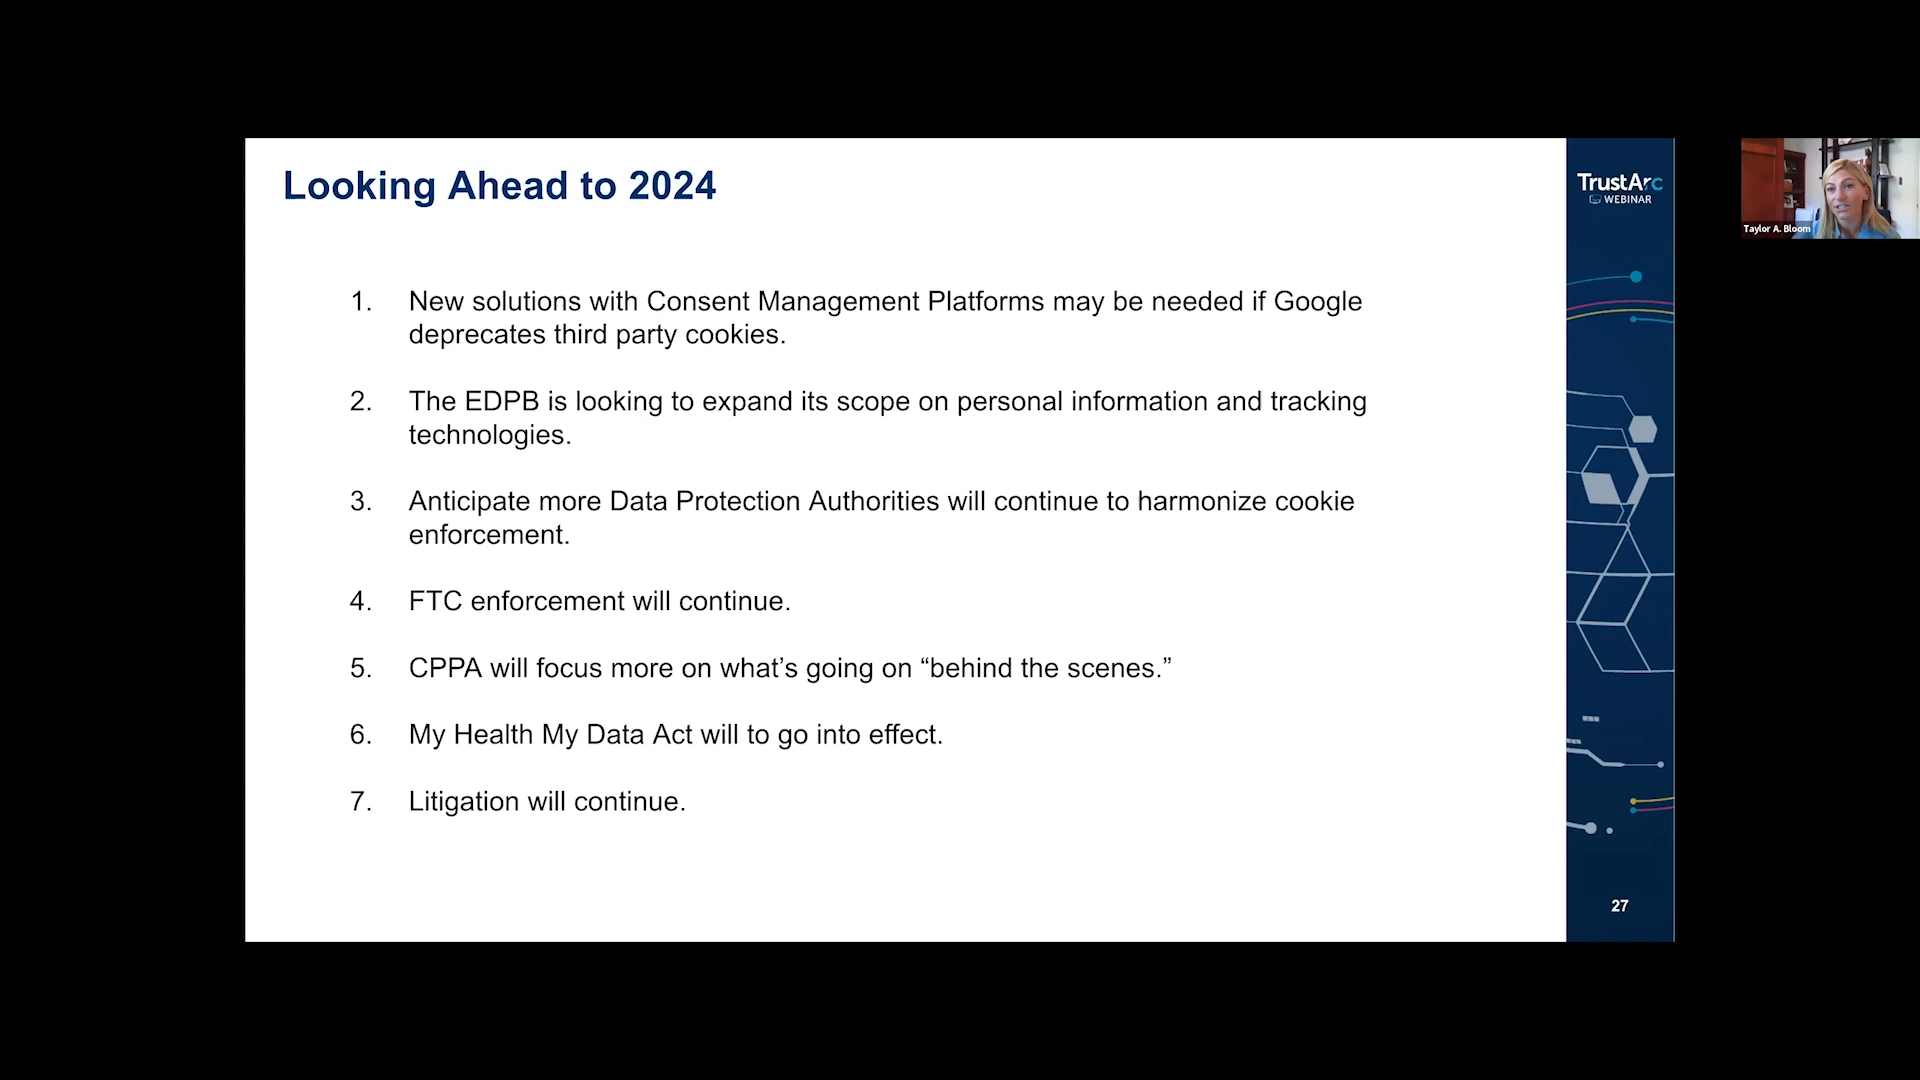 Looking Ahead to 2024
TrustArc
WEBINAR
Taylor A. Bloom
1. New solutions with Consent Management Platforms may be needed if Google
deprecates third party cookies.
2. The EDPB is looking to expand its scope on personal information and tracking
technologies.
3. Anticipate more Data Protection Authorities will continue to harmonize cookie
enforcement.
4. FTC enforcement will continue.
5. CPPA will focus more on what’s going on “behind the scenes.”
6. My Health My Data Act will to go into effect.
7. Litigation will continue.
27